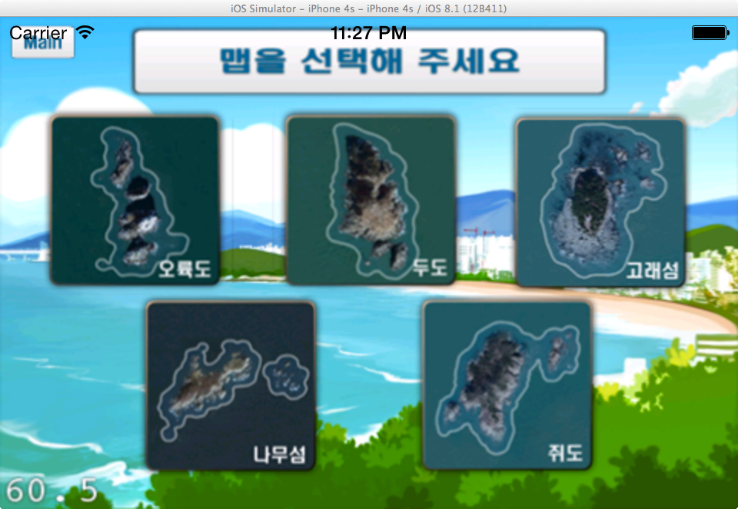 iOS Simulator - iPhone 4s - iPhone 4s / iOS 8.1 (12B411)
Carrier 11:27 PM
Main
맵을 선택해 주세요
오륙도
두도
고래섬
나무섬
쥐도
60.5